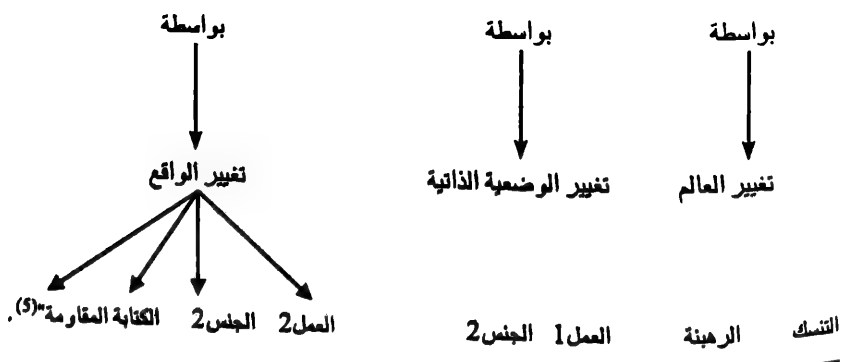 بواسطة بواسطة بواسطة
تغيير العالم تغيير الوضعية الذاتية تغيير الواقع
التنسك الرهبنة العمل1 الجنس2 العمل2 الجنس2 الكتابة المقاومة"(5).